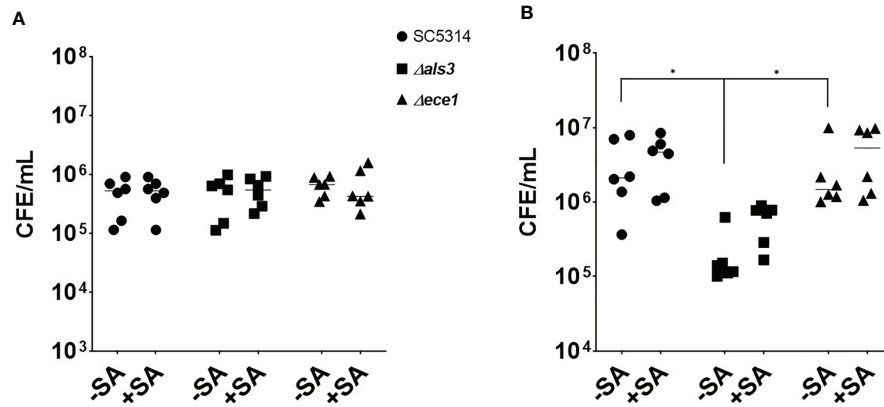 A
CFE/mL
10⁸
10⁷
10⁶
10⁵
10⁴
10³
-SA
+SA
-SA
+SA
-SA
+SA
SC5314
Δals3
Δece1
B
CFE/mL
10⁸
10⁷
10⁶
10⁵
10⁴
*
*
-SA
+SA
-SA
+SA
-SA
+SA